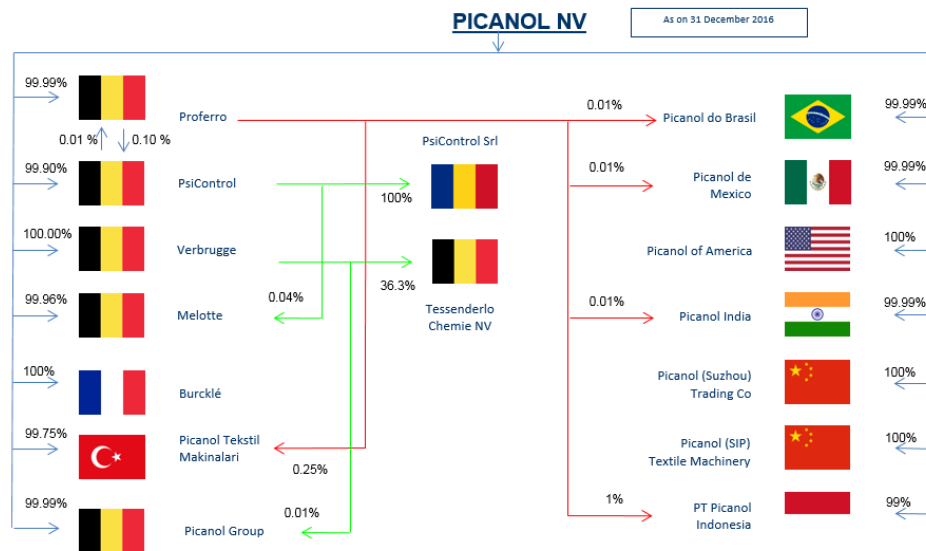 PICANOL NV
As on 31 December 2016
99.99%
Proferro
0.01 %
0.10 %
99.90%
PsiControl
100.00%
Verbrugge
99.96%
Melotte
0.04%
100%
Burcklé
99.75%
Picanol Tekstil
Makinalari
0.25%
99.99%
Picanol Group
0.01%
PsiControl Srl
100%
36.3%
Tessenderlo
Chemie NV
0.01%
Picanol do Brasil
99.99%
0.01%
Picanol de
Mexico
99.99%
Picanol of America
100%
0.01%
Picanol India
99.99%
Picanol (Suzhou)
Trading Co
100%
Picanol (SIP)
Textile Machinery
100%
1%
PT Picanol
Indonesia
99%